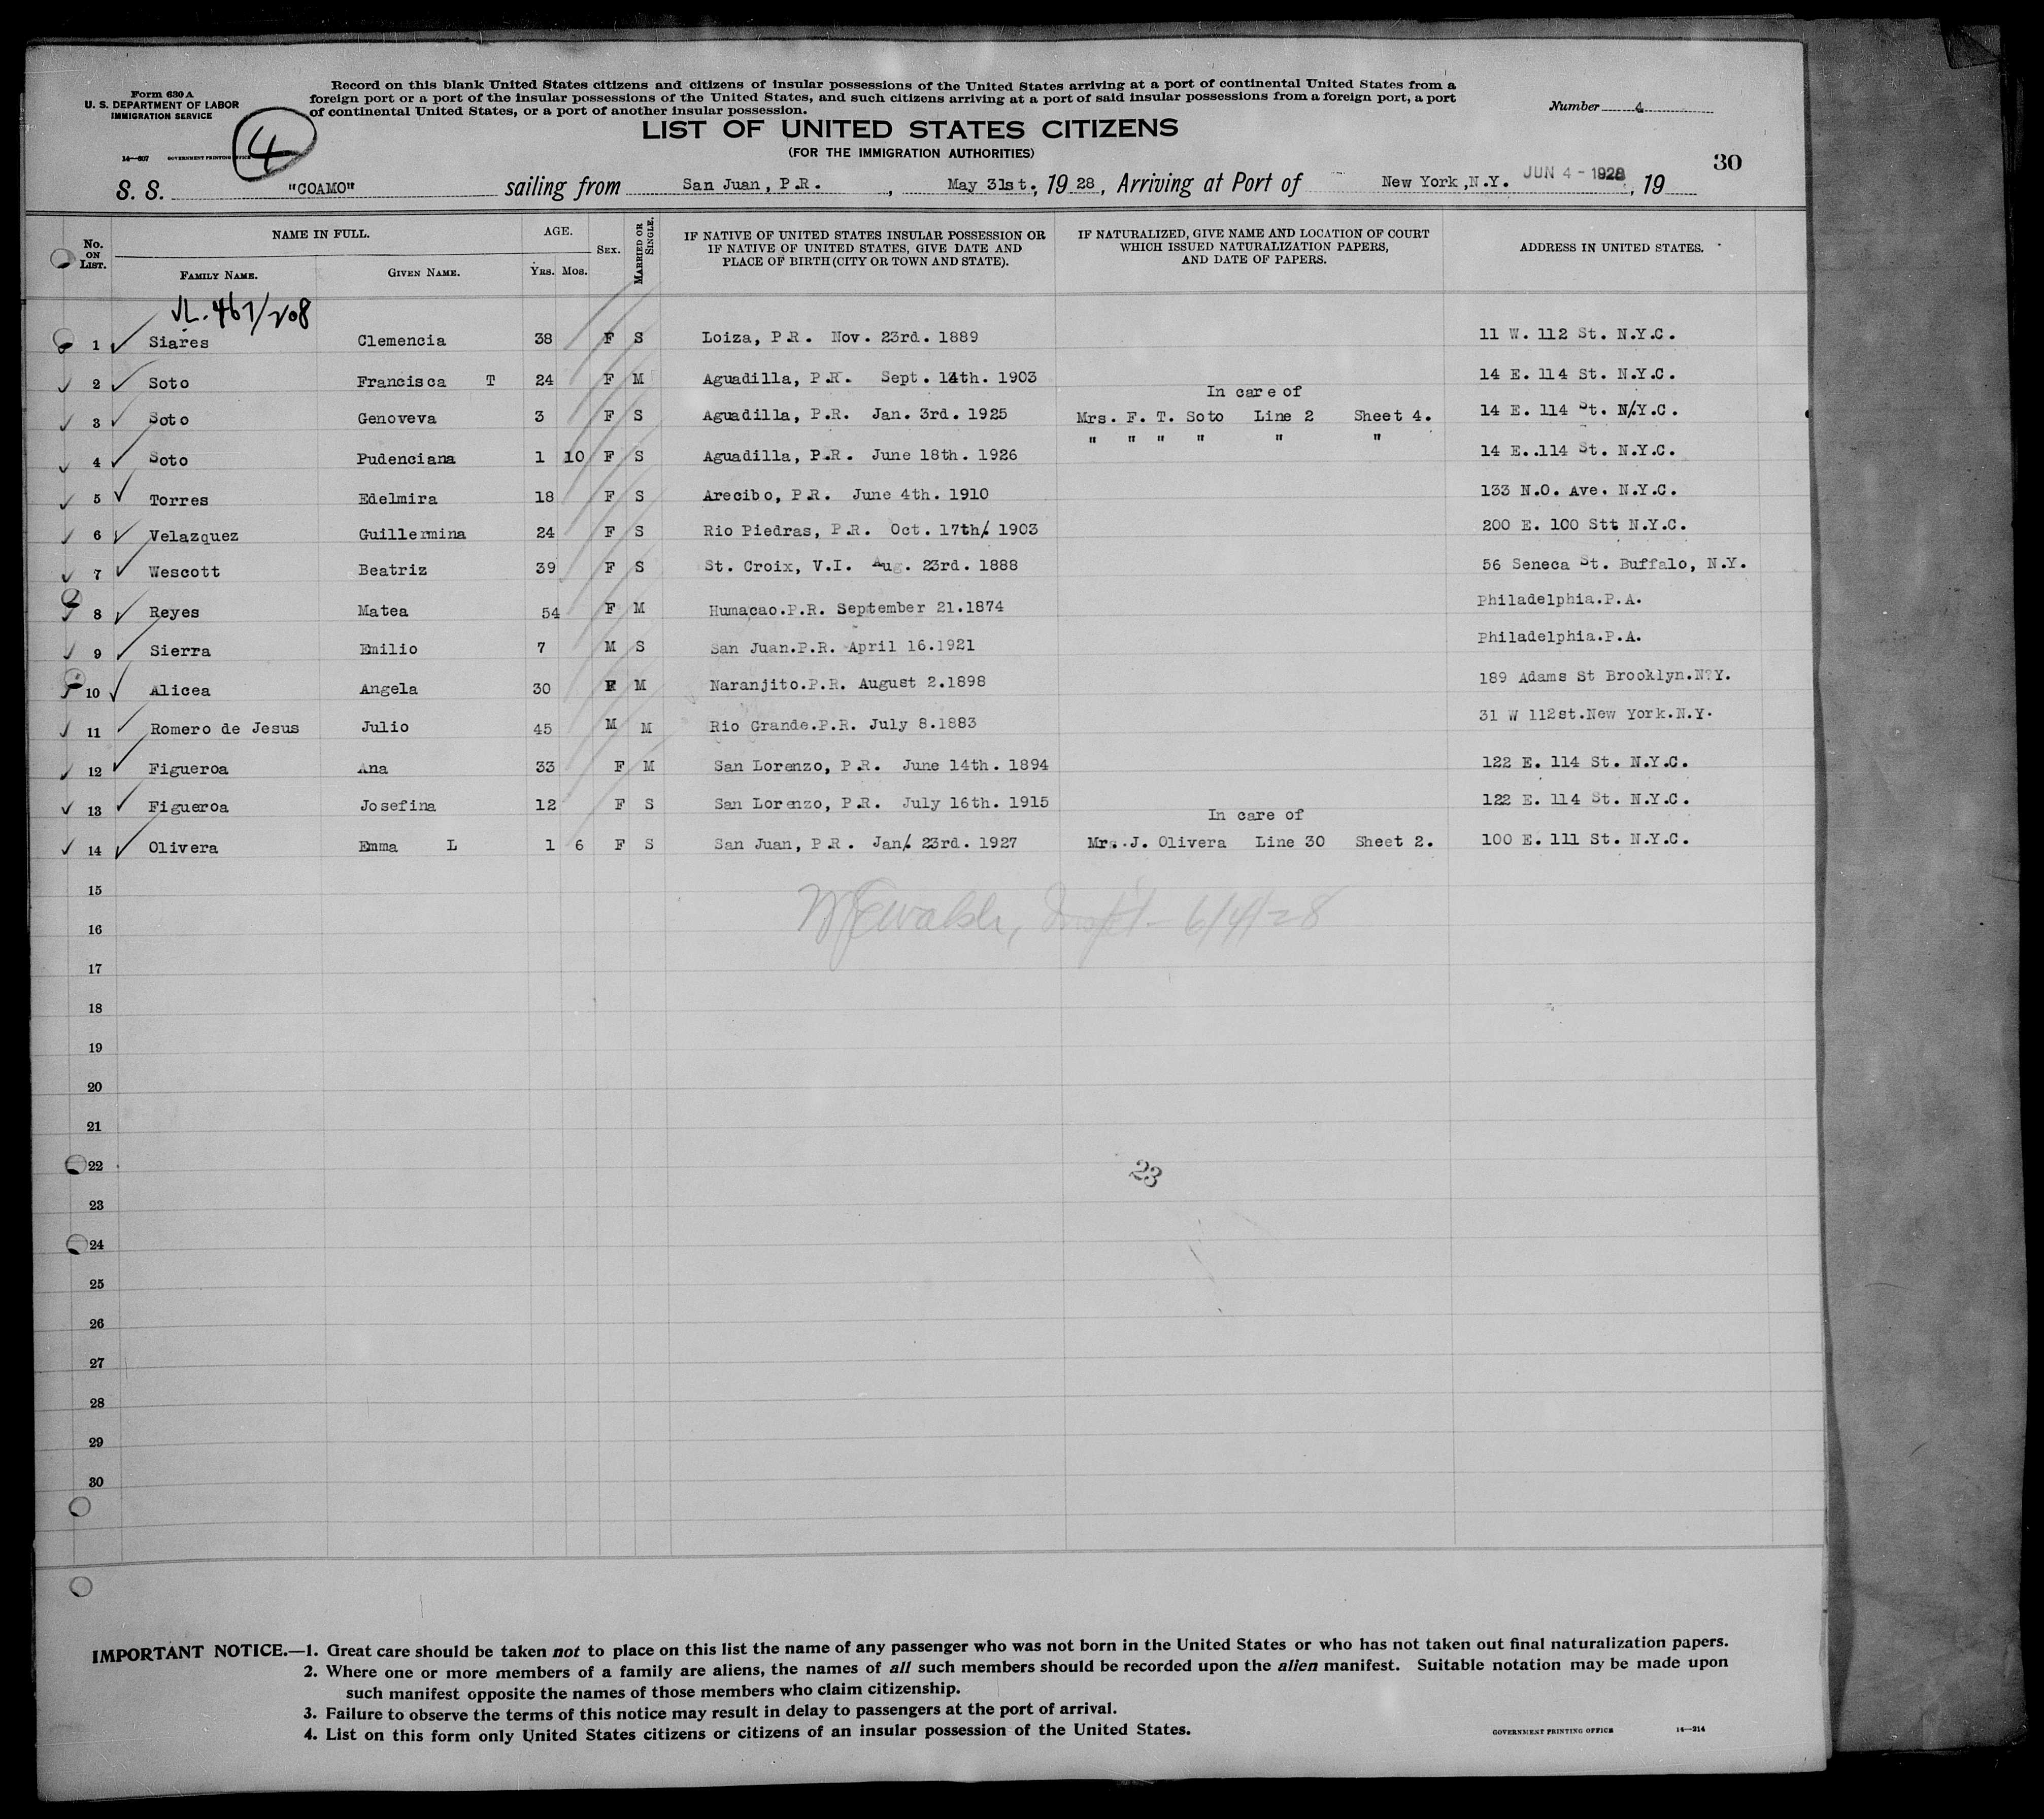 Form 630 A
U. S. DEPARTMENT OF LABOR
IMMIGRATION SERVICE
14—607 GOVERNMENT PRINTING OFFICE
4
Record on this blank United States citizens and citizens of insular possessions of the United States arriving at a port of continental United States from a
foreign port or a port of the insular possessions of the United States, and such citizens arriving at a port of said insular possessions from a foreign port, a port
of continental United States, or a port of another insular possession.
Number 4
LIST OF UNITED STATES CITIZENS
(FOR THE IMMIGRATION AUTHORITIES)
30
S. S. "COAMO" sailing from San Juan, P.R. , May 31st., 1928, Arriving at Port of New York, N.Y. JUN 4 - 1928, 19
No. ON LIST. NAME IN FULL. AGE. SEX. MARRIED OR SINGLE. IF NATIVE OF UNITED STATES INSULAR POSSESSION OR IF NATIVE OF UNITED STATES, GIVE DATE AND PLACE OF BIRTH (CITY OR TOWN AND STATE). IF NATURALIZED, GIVE NAME AND LOCATION OF COURT WHICH ISSUED NATURALIZATION PAPERS, AND DATE OF PAPERS. ADDRESS IN UNITED STATES.
FAMILY NAME. GIVEN NAME. YRS. MOS.
467/208
1 Siares Clemencia 38 F S Loiza, P.R. Nov. 23rd. 1889 11 W. 112 St. N.Y.C.
2 Soto Francisca T 24 F M Aguadilla, P.R. Sept. 14th. 1903 14 E. 114 St. N.Y.C.
In care of
3 Soto Genoveva 3 F S Aguadilla, P.R. Jan. 3rd. 1925 Mrs. F. T. Soto Line 2 Sheet 4. 14 E. 114 St. N/.Y.C.
4 Soto Pudenciana 1 10 F S Aguadilla, P.R. June 18th. 1926 " " " " " " 14 E..114 St. N.Y.C.
5 Torres Edelmira 18 F S Arecibo, P.R. June 4th. 1910 133 N.O. Ave. N.Y.C.
6 Velazquez Guillermina 24 F S Rio Piedras, P.R. Oct. 17th/. 1903 200 E. 100 Stt N.Y.C.
7 Wescott Beatriz 39 F S St. Croix, V.I. Aug. 23rd. 1888 56 Seneca St. Buffalo, N.Y.
8 Reyes Matea 54 F M Humacao.P.R. September 21.1874 Philadelphia.P.A.
9 Sierra Emilio 7 M S San Juan.P.R. April 16.1921 Philadelphia.P.A.
10 Alicea Angela 30 F M Naranjito.P.R. August 2.1898 189 Adams St Brooklyn.N?Y.
11 Romero de Jesus Julio 45 M M Rio Grande.P.R. July 8.1883 31 W 112st.New York.N.Y.
12 Figueroa Ana 33 F M San Lorenzo, P.R. June 14th. 1894 122 E. 114 St. N.Y.C.
13 Figueroa Josefina 12 F S San Lorenzo, P.R. July 16th. 1915 122 E. 114 St. N.Y.C.
In care of
14 Olivera Emma L 1 6 F S San Juan, P.R. Jan/. 23rd. 1927 Mrs.J. Olivera Line 30 Sheet 2. 100 E. 111 St. N.Y.C.
15
6/4/28
16
17
18
19
20
21
22
23
23
24
25
26
27
28
29
30
IMPORTANT NOTICE.—1. Great care should be taken not to place on this list the name of any passenger who was not born in the United States or who has not taken out final naturalization papers.
2. Where one or more members of a family are aliens, the names of all such members should be recorded upon the alien manifest. Suitable notation may be made upon
such manifest opposite the names of those members who claim citizenship.
3. Failure to observe the terms of this notice may result in delay to passengers at the port of arrival.
4. List on this form only United States citizens or citizens of an insular possession of the United States.
GOVERNMENT PRINTING OFFICE 14—314